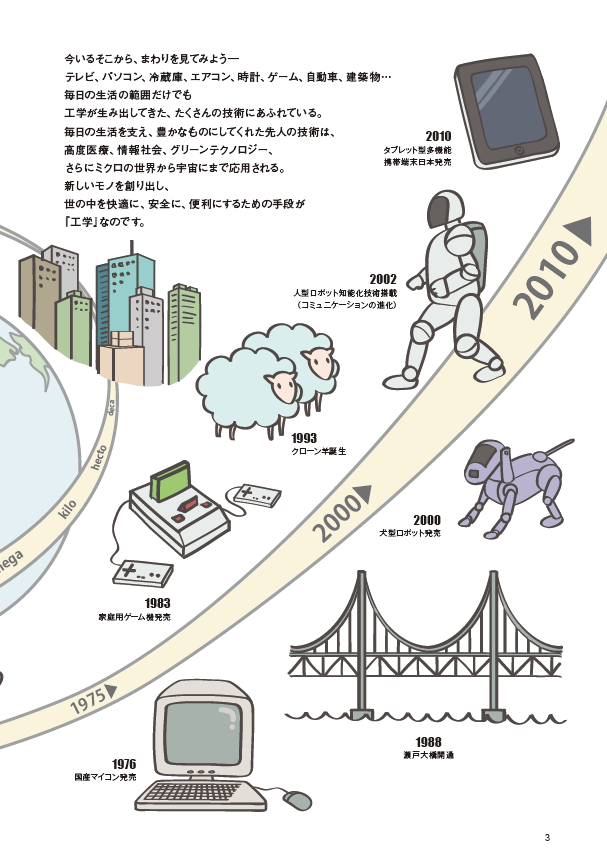 今いるそこから、まわりを見てみよう―
テレビ、パソコン、冷蔵庫、エアコン、時計、ゲーム、自動車、建築物…
毎日の生活の範囲だけでも
工学が生み出してきた、たくさんの技術にあふれている。
毎日の生活を支え、豊かなものにしてくれた先人の技術は、
高度医療、情報社会、グリーンテクノロジー、
さらにミクロの世界から宇宙にまで応用される。
新しいモノを創り出し、
世の中を快適に、安全に、便利にするための手段が
『工学』なのです。
2010
タブレット型多機能
携帯端末日本発売
2010
2002
人型ロボット知能化技術搭載
（コミュニケーションの進化）
deca
hecto
kilo
mega
1993
クローン羊誕生
2000
2000
犬型ロボット発売
1983
家庭用ゲーム機発売
1975
1988
瀬戸大橋開通
1976
国産マイコン発売
3